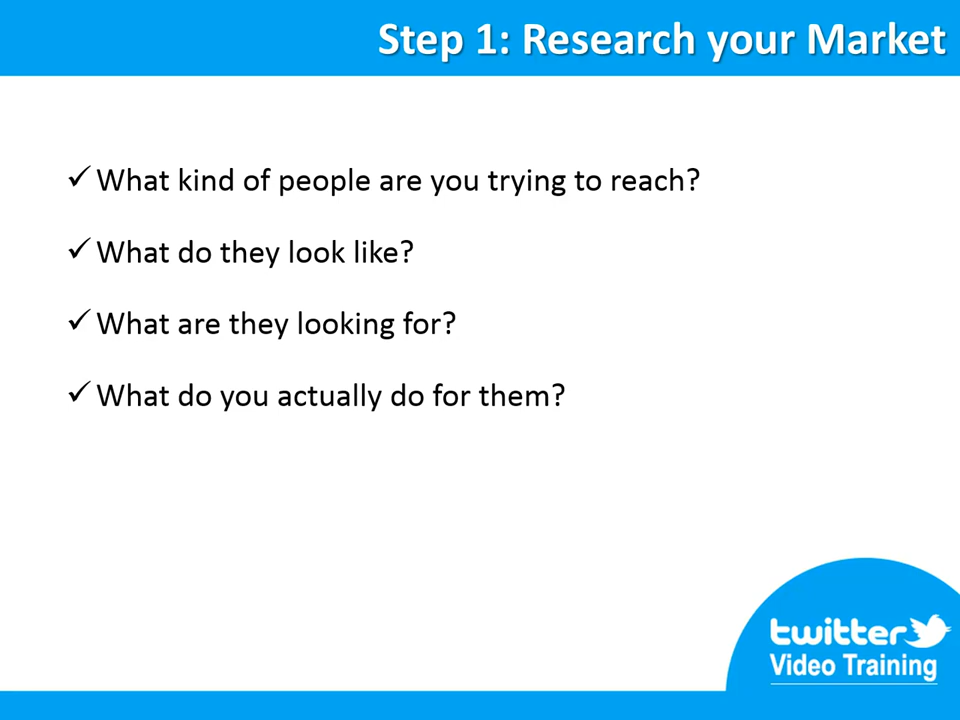 Step 1: Research your Market
✓ What kind of people are you trying to reach?
✓ What do they look like?
✓ What are they looking for?
✓ What do you actually do for them?
twitter
Video Training